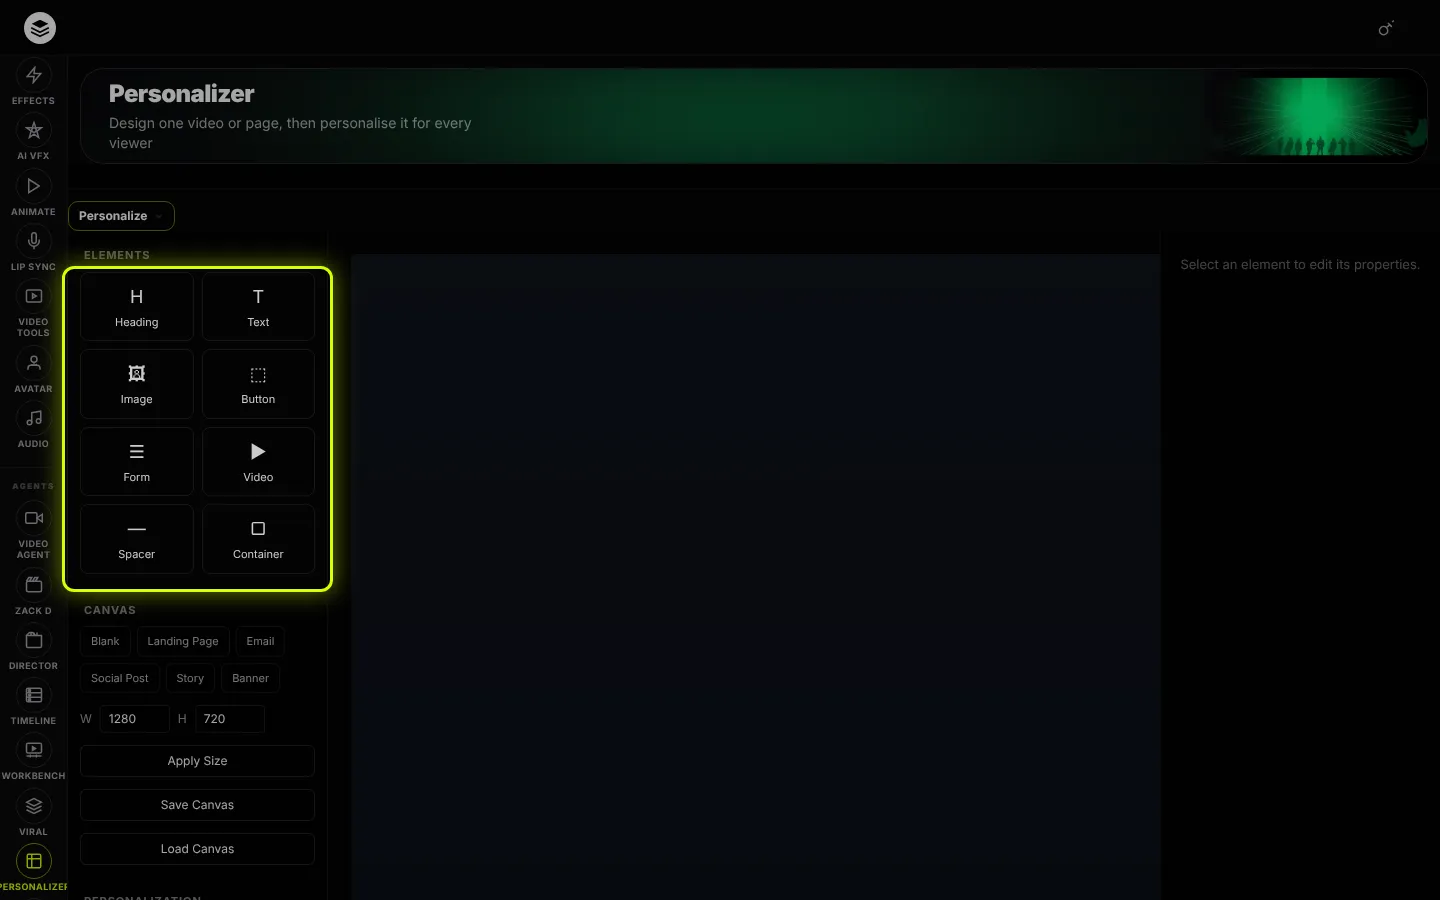 Personalizer
Design one video or page, then personalise it for every
viewer
EFFECTS
AI VFX
ANIMATE
LIP SYNC
VIDEO
TOOLS
AVATAR
AUDIO
AGENTS
VIDEO
AGENT
ZACK D
DIRECTOR
TIMELINE
WORKBENCH
VIRAL
PERSONALIZER
Personalize
ELEMENTS
H
Heading
T
Text
Image
Button
Form
Video
Spacer
Container
CANVAS
Blank
Landing Page
Email
Social Post
Story
Banner
W 1280 H 720
Apply Size
Save Canvas
Load Canvas
PERSONALIZATION
Select an element to edit its properties.